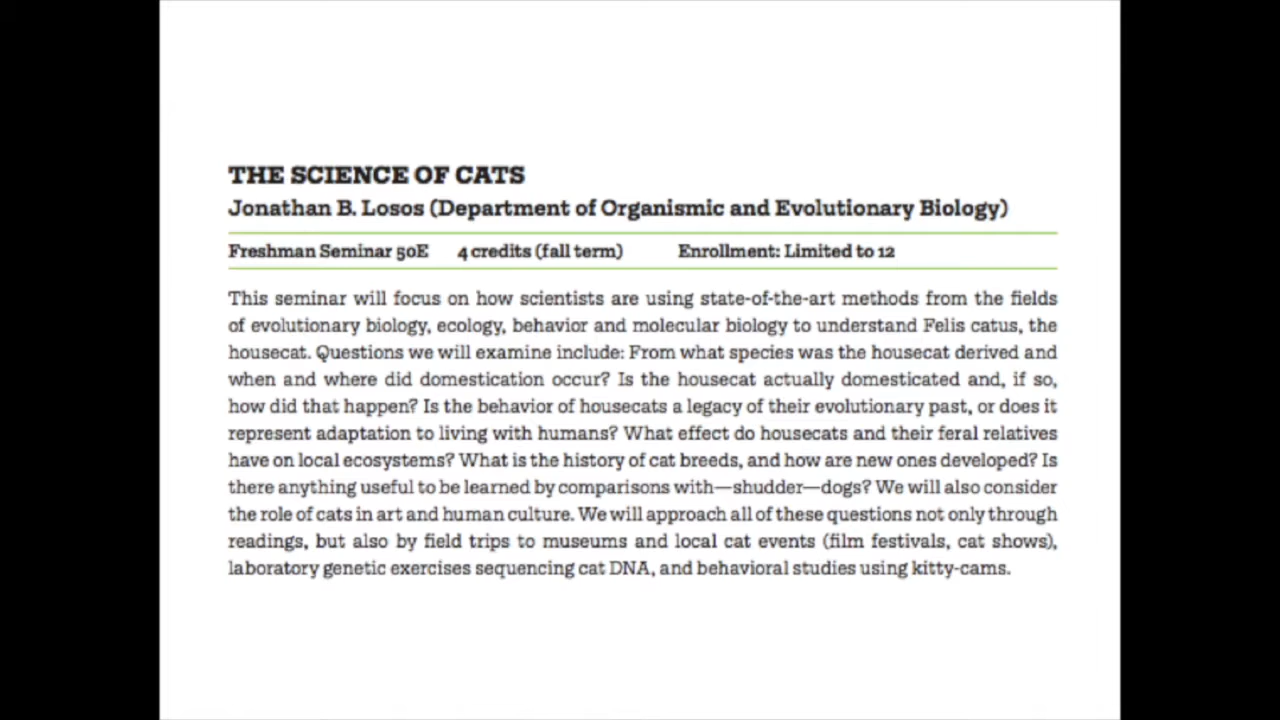 THE SCIENCE OF CATS
Jonathan B. Losos (Department of Organismic and Evolutionary Biology)
Freshman Seminar 50E 4 credits (fall term) Enrollment: Limited to 12
This seminar will focus on how scientists are using state-of-the-art methods from the fields
of evolutionary biology, ecology, behavior and molecular biology to understand Felis catus, the
housecat. Questions we will examine include: From what species was the housecat derived and
when and where did domestication occur? Is the housecat actually domesticated and, if so,
how did that happen? Is the behavior of housecats a legacy of their evolutionary past, or does it
represent adaptation to living with humans? What effect do housecats and their feral relatives
have on local ecosystems? What is the history of cat breeds, and how are new ones developed? Is
there anything useful to be learned by comparisons with—shudder—dogs? We will also consider
the role of cats in art and human culture. We will approach all of these questions not only through
readings, but also by field trips to museums and local cat events (film festivals, cat shows),
laboratory genetic exercises sequencing cat DNA, and behavioral studies using kitty-cams.